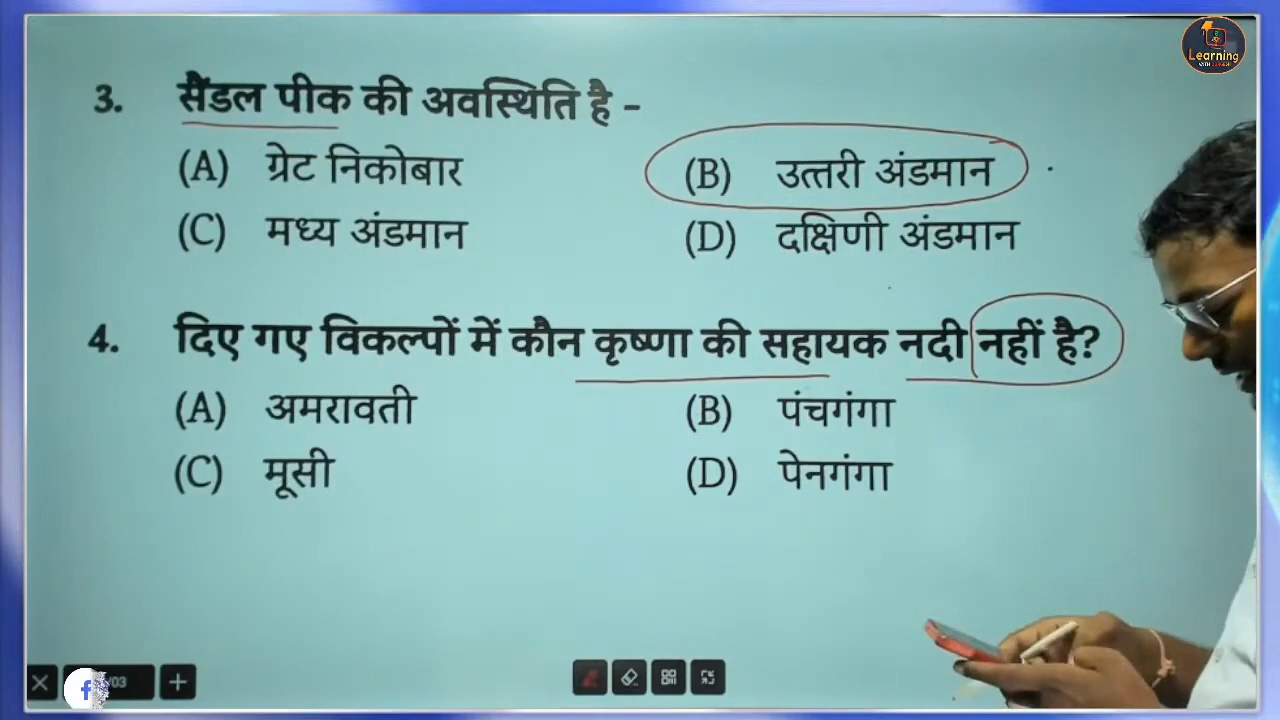 Learning
3. सैंडल पीक की अवस्थिति है -
(A) ग्रेट निकोबार (B) उत्तरी अंडमान
(C) मध्य अंडमान (D) दक्षिणी अंडमान
4. दिए गए विकल्पों में कौन कृष्णा की सहायक नदी नहीं है?
(A) अमरावती (B) पंचगंगा
(C) मूसी (D) पेनगंगा
/03